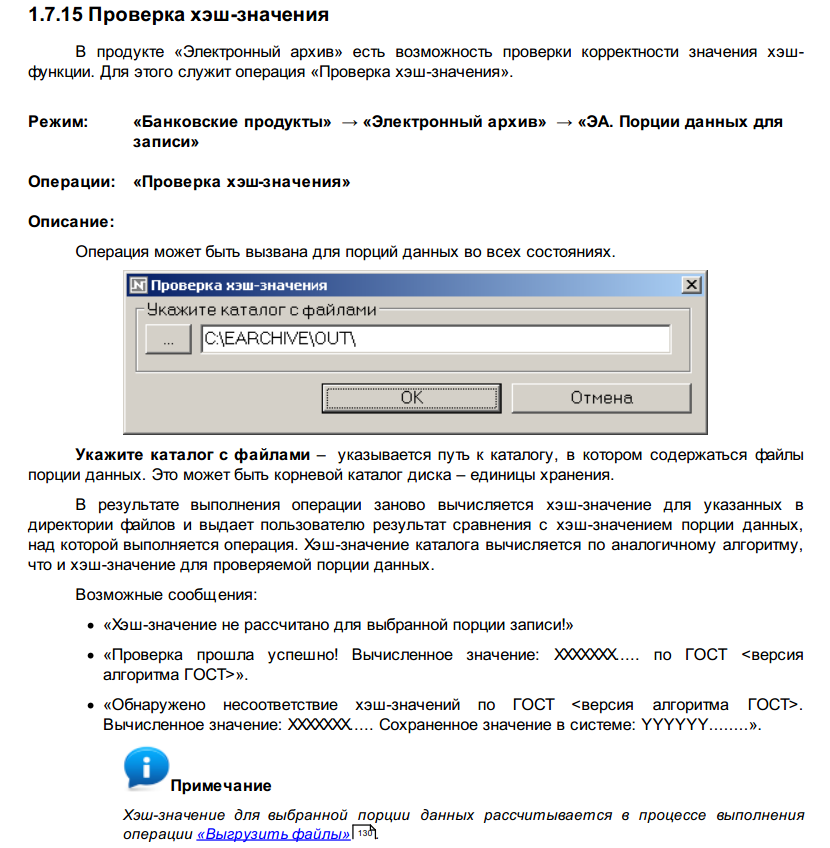 1.7.15 Проверка хэш-значения
В продукте «Электронный архив» есть возможность проверки корректности значения хэш-
функции. Для этого служит операция «Проверка хэш-значения».
Режим: «Банковские продукты» → «Электронный архив» → «ЭА. Порции данных для
записи»
Операции: «Проверка хэш-значения»
Описание:
Операция может быть вызвана для порций данных во всех состояниях.
Проверка хэш-значения
Укажите каталог с файлами
... C:\EARCHIVE\OUT\
OK Отмена
Укажите каталог с файлами – указывается путь к каталогу, в котором содержаться файлы
порции данных. Это может быть корневой каталог диска – единицы хранения.
В результате выполнения операции заново вычисляется хэш-значение для указанных в
директории файлов и выдает пользователю результат сравнения с хэш-значением порции данных,
над которой выполняется операция. Хэш-значение каталога вычисляется по аналогичному алгоритму,
что и хэш-значение для проверяемой порции данных.
Возможные сообщения:
• «Хэш-значение не рассчитано для выбранной порции записи!»
• «Проверка прошла успешно! Вычисленное значение: XXXXXXX.… по ГОСТ <версия
алгоритма ГОСТ>».
• «Обнаружено несоответствие хэш-значений по ГОСТ <версия алгоритма ГОСТ>.
Вычисленное значение: XXXXXXX.… Сохраненное значение в системе: YYYYYY……..».
Примечание
Хэш-значение для выбранной порции данных рассчитывается в процессе выполнения
операции «Выгрузить файлы» 130.